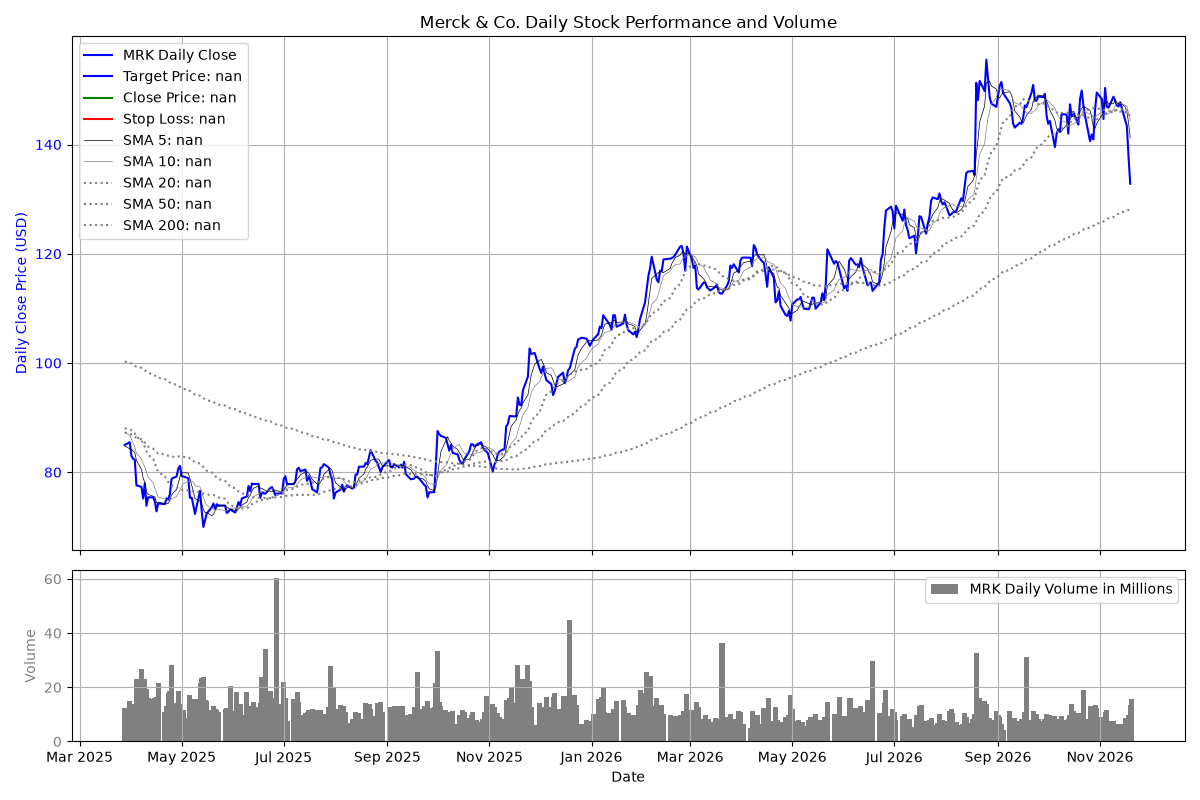 Merck & Co. Daily Stock Performance and Volume
MRK Daily Close
Target Price: nan
Close Price: nan
Stop Loss: nan
SMA 5: nan
SMA 10: nan
SMA 20: nan
SMA 50: nan
SMA 200: nan
Daily Close Price (USD)
140
120
100
80
MRK Daily Volume in Millions
Volume
60
40
20
0
Mar 2025 May 2025 Jul 2025 Sep 2025 Nov 2025 Jan 2026 Mar 2026 May 2026 Jul 2026 Sep 2026 Nov 2026
Date